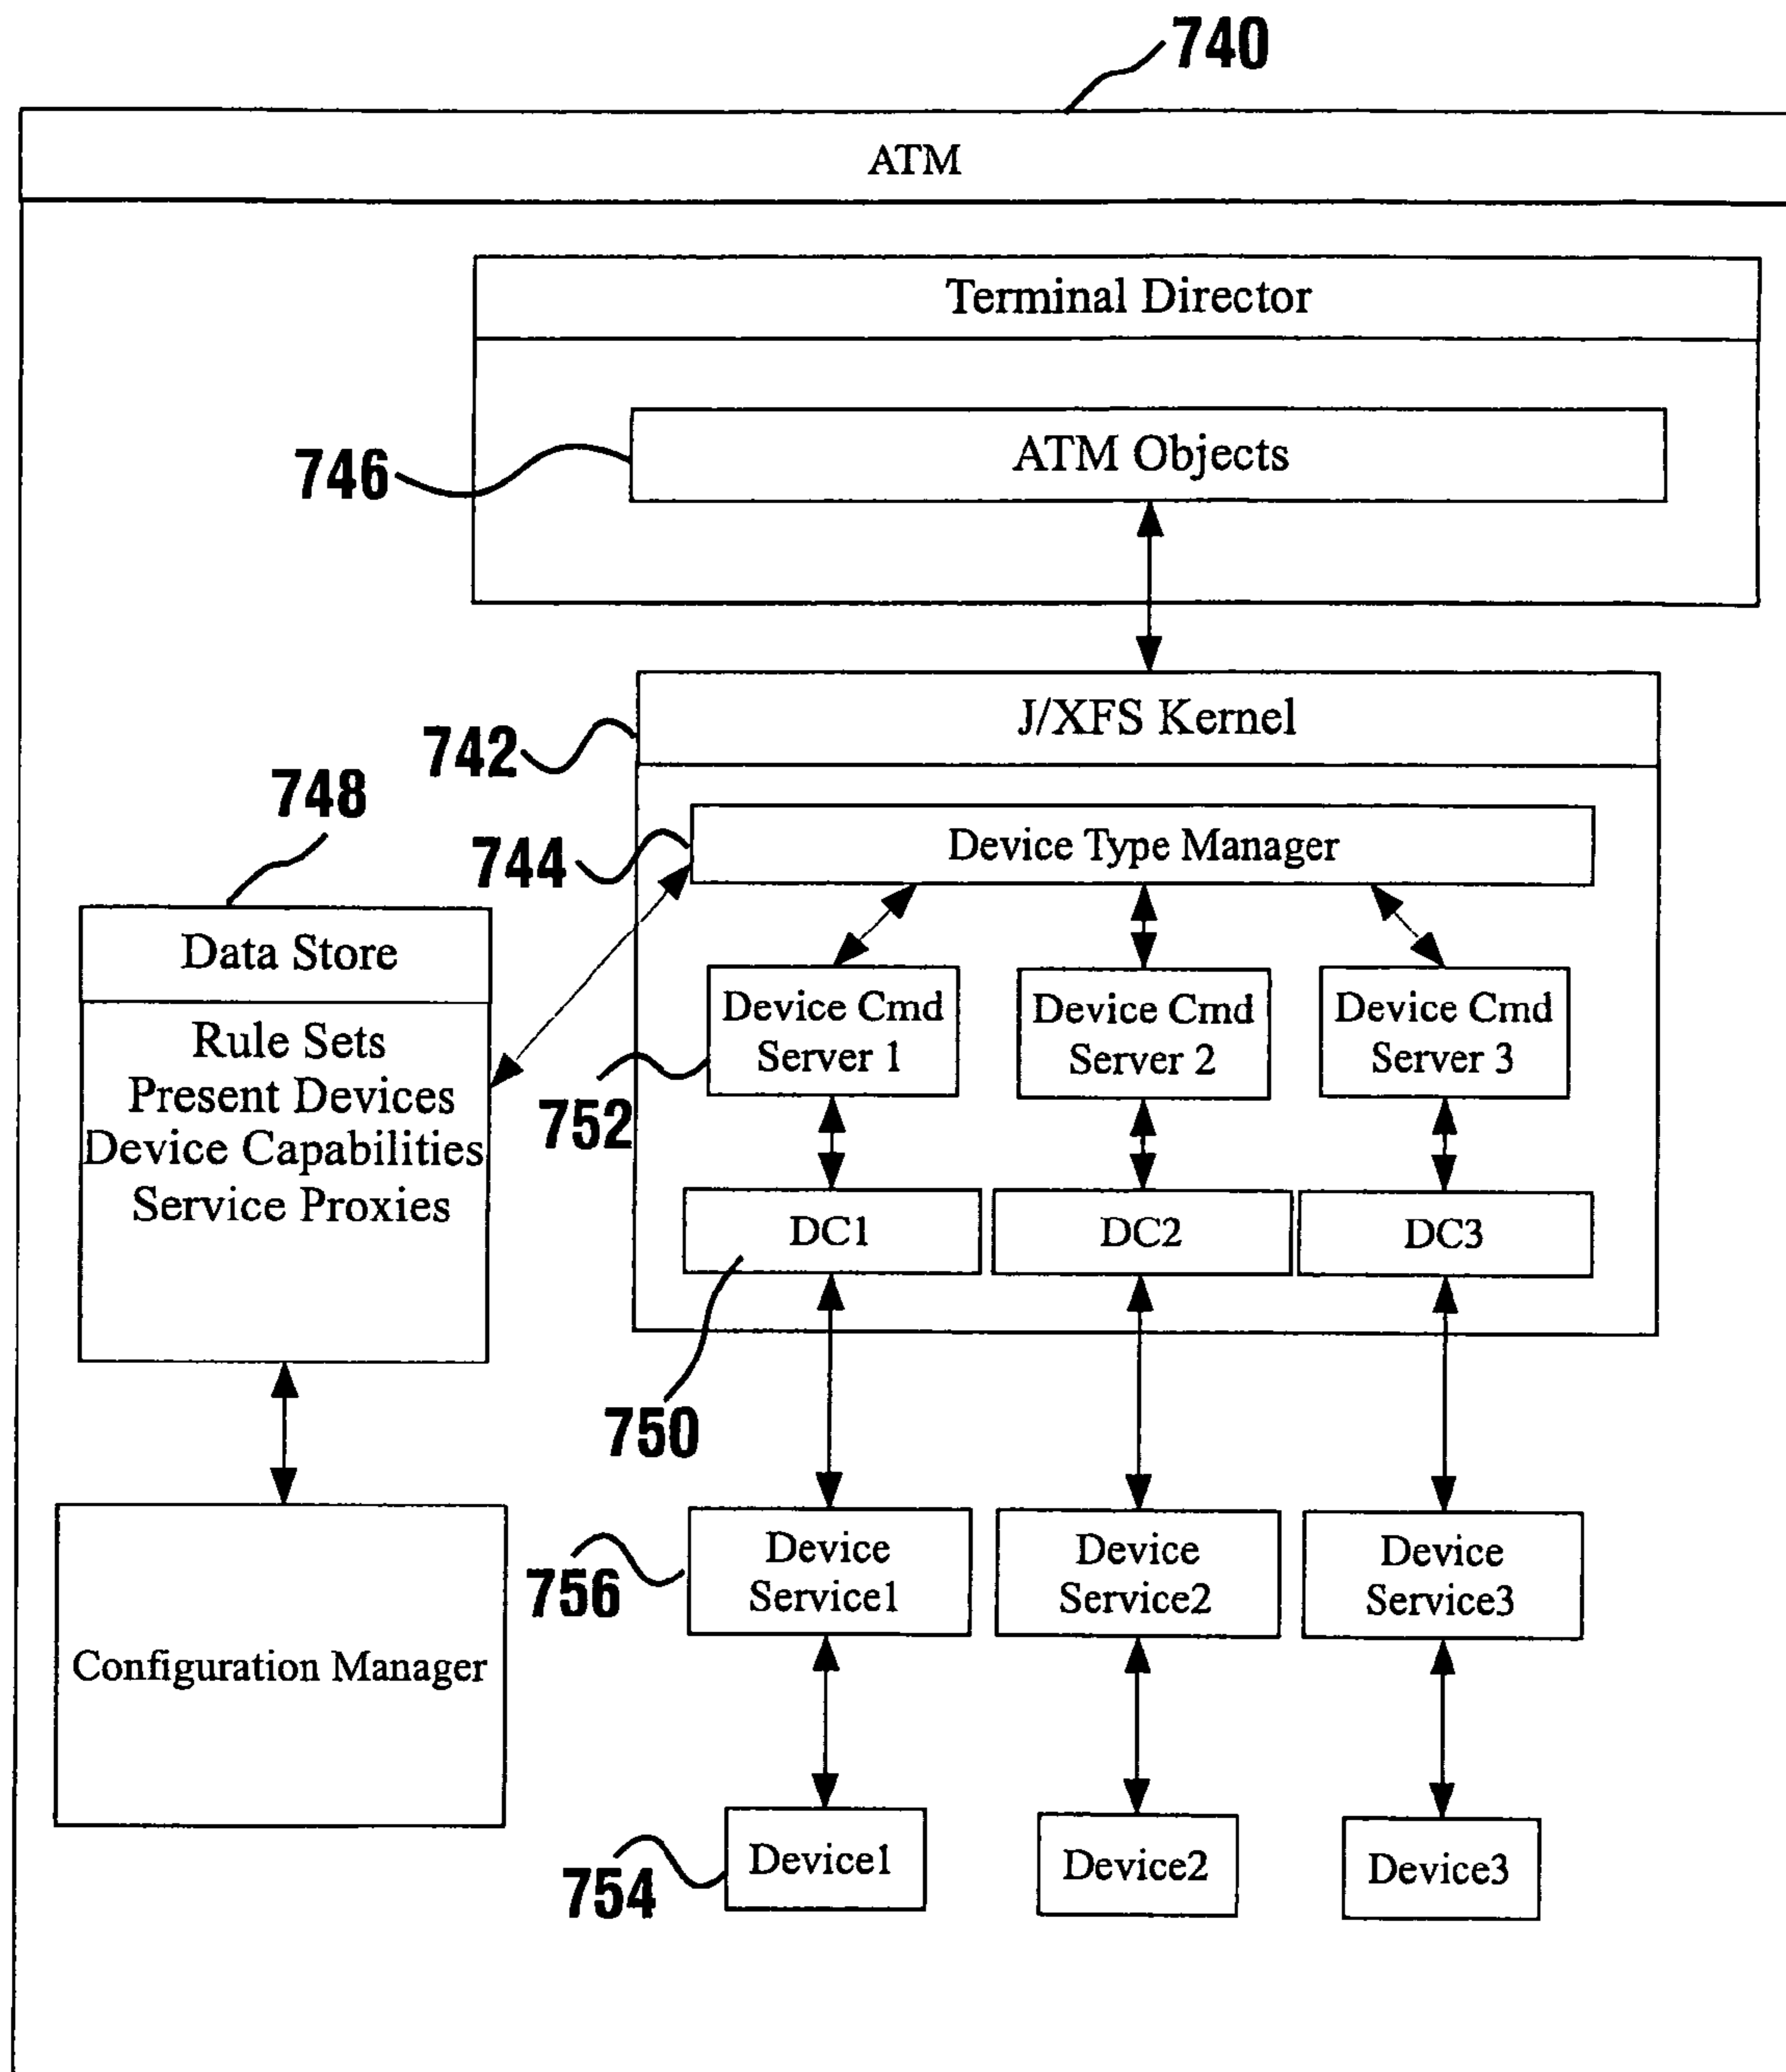 740
ATM
Terminal Director
746
ATM Objects
742
J/XFS Kernel
748
744
Device Type Manager
Data Store
Rule Sets
Present Devices
Device Capabilities
Service Proxies
Device Cmd
Server 1
Device Cmd
Server 2
Device Cmd
Server 3
752
DC1
DC2
DC3
750
Configuration Manager
756
Device
Service1
Device
Service2
Device
Service3
754
Device1
Device2
Device3